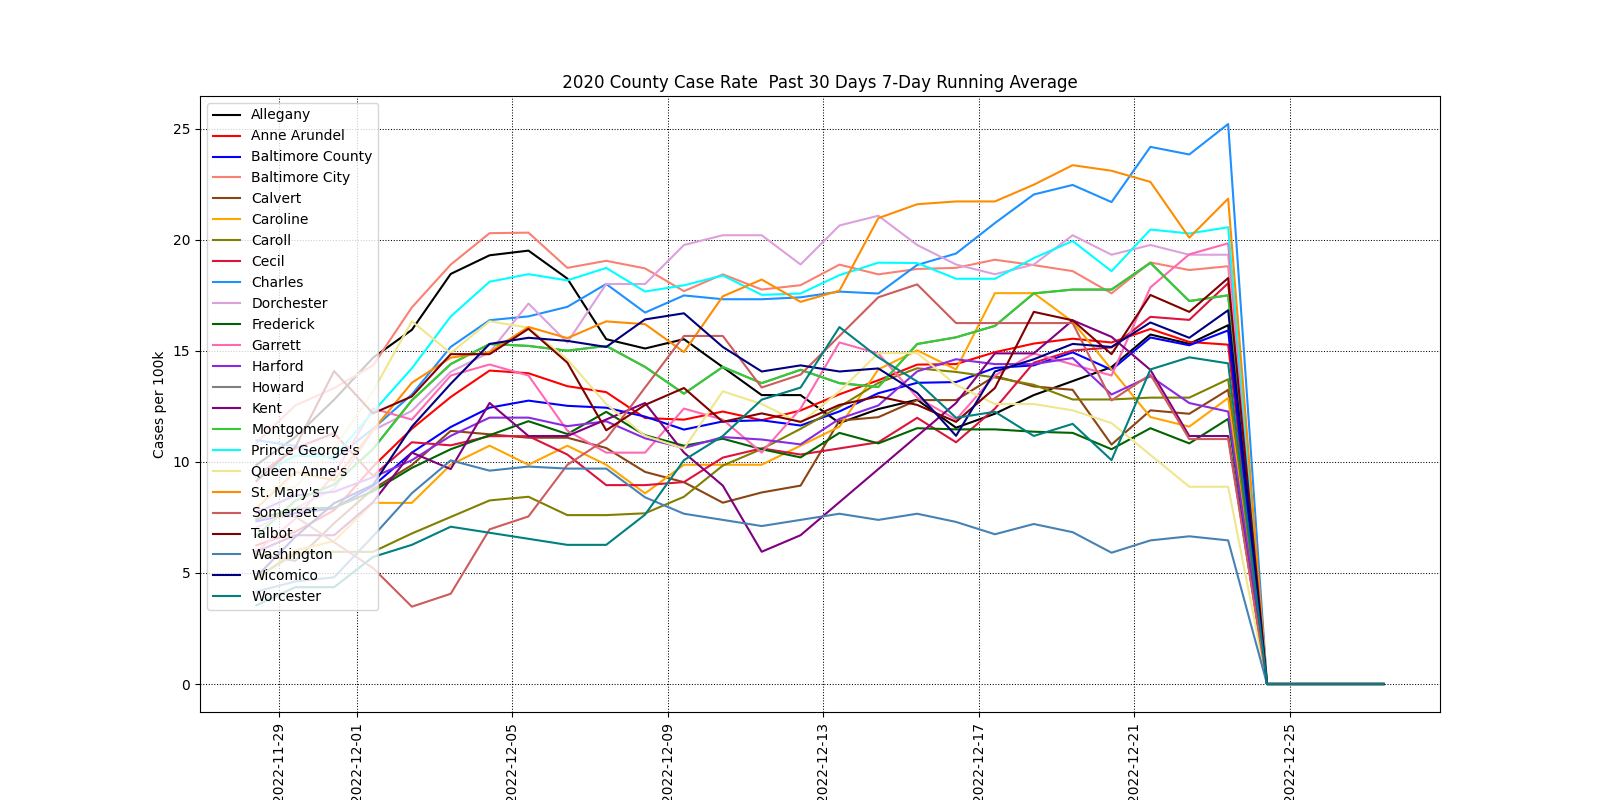 2020 County Case Rate  Past 30 Days 7-Day Running Average
Cases per 100k
25
20
15
10
5
0
Allegany
Anne Arundel
Baltimore County
Baltimore City
Calvert
Caroline
Caroll
Cecil
Charles
Dorchester
Frederick
Garrett
Harford
Howard
Kent
Montgomery
Prince George's
Queen Anne's
St. Mary's
Somerset
Talbot
Washington
Wicomico
Worcester
2022-11-29
2022-12-01
2022-12-05
2022-12-09
2022-12-13
2022-12-17
2022-12-21
2022-12-25